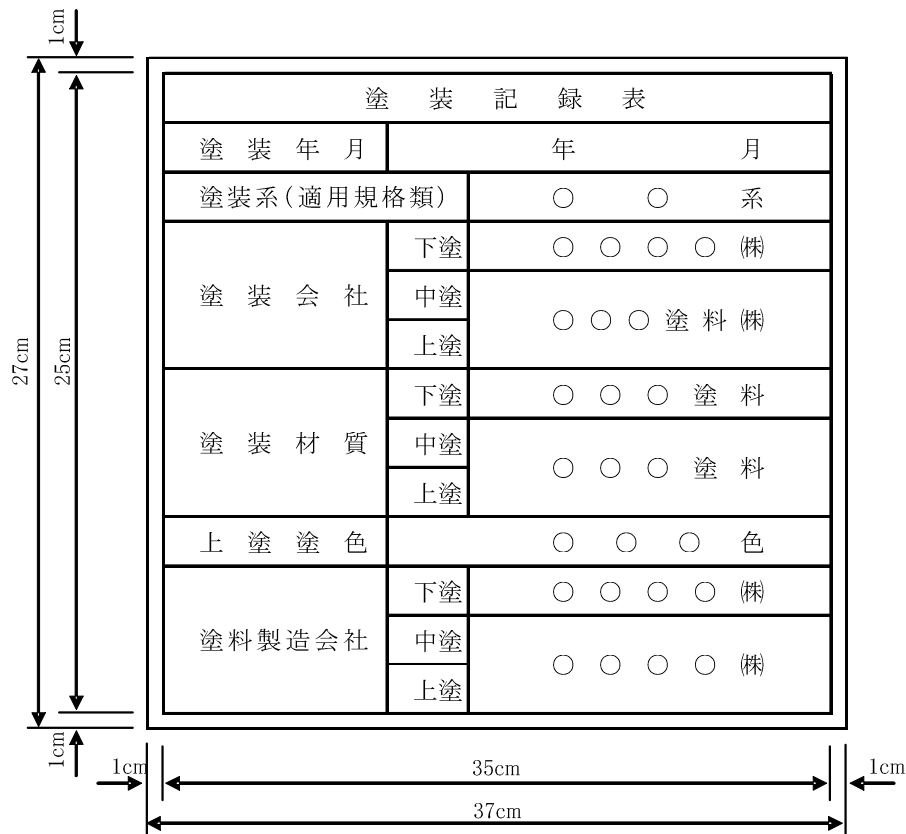 1cm
塗装記録表
塗装年月 年 月
塗装系(適用規格類) ○○系
下塗 ○○○○㈱
塗装会社 中塗 ○○○塗料㈱
上塗
27cm
25cm
下塗 ○○○塗料
塗装材質 中塗 ○○○塗料
上塗
上塗塗色 ○○○色
下塗 ○○○○㈱
塗料製造会社 中塗 ○○○○㈱
上塗
1cm
1cm 35cm 1cm
37cm